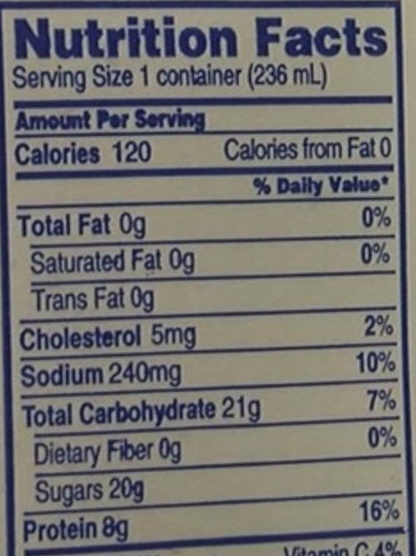 Nutrition Facts
Serving Size 1 container (236 mL)
Amount Per Serving
Calories 120 Calories from Fat 0
% Daily Value*
Total Fat 0g 0%
Saturated Fat 0g 0%
Trans Fat 0g
Cholesterol 5mg 2%
Sodium 240mg 10%
Total Carbohydrate 21g 7%
Dietary Fiber 0g 0%
Sugars 20g
Protein 8g 16%
Vitamin C 4%